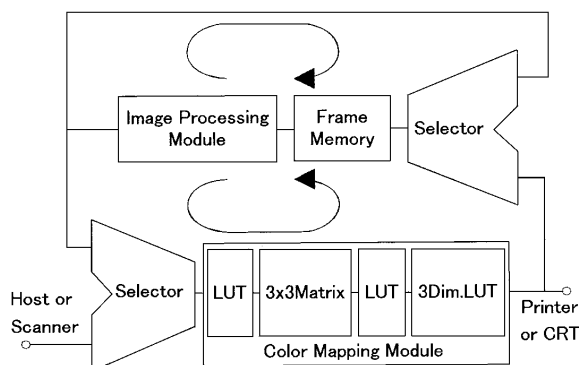 Image Processing
Module
Frame
Memory
Selector
Host or
Scanner
Selector
LUT
3x3Matrix
LUT
3Dim.LUT
Color Mapping Module
Printer
or CRT